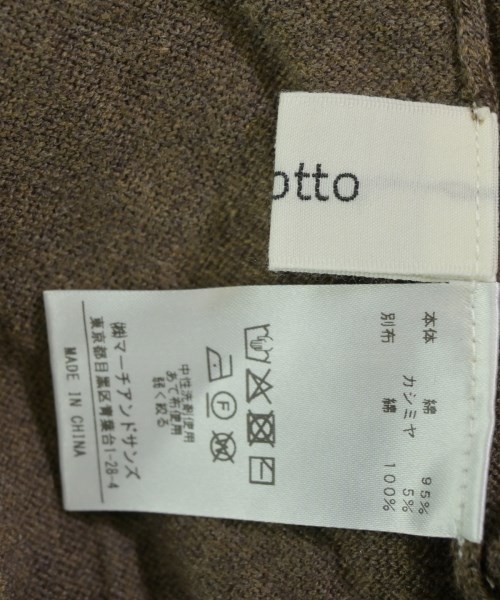 otto
本体 綿 95%
カシミヤ 5%
別布 綿 100%
中性洗剤使用
あて布使用
弱く絞る
㈱マーチアンドサンズ
東京都目黒区青葉台1-28-4
MADE IN CHINA